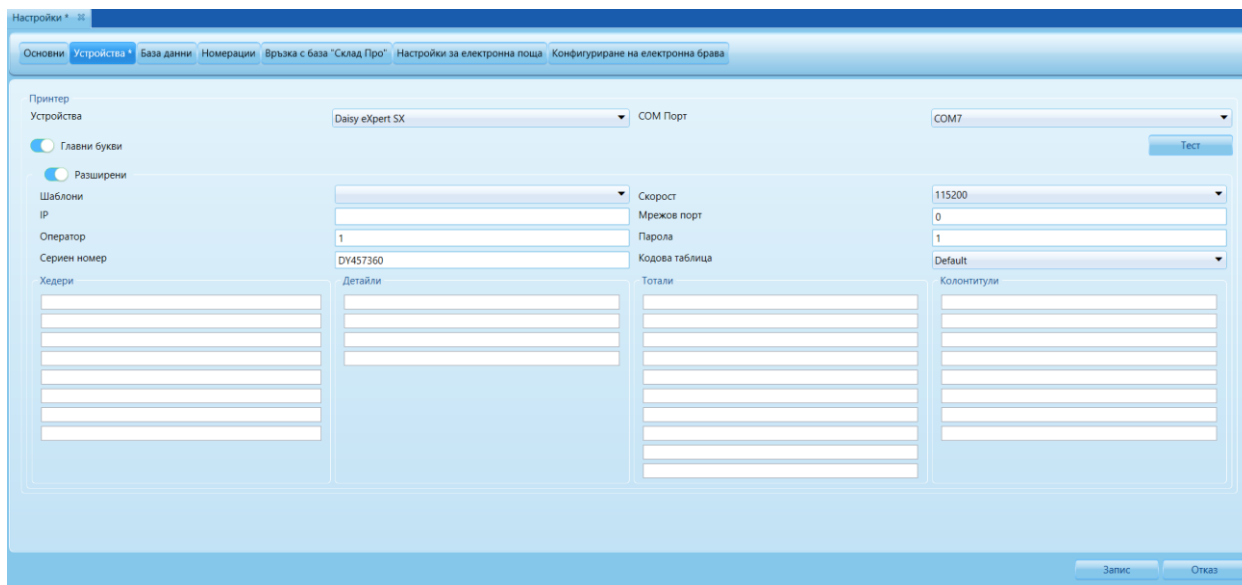 Настройки *
Основни Устройства * База данни Номерации Връзка с база "Склад Про" Настройки за електронна поща Конфигуриране на електронна брава
Принтер
Устройства Daisy eXpert SX COM Порт COM7
Главни букви Тест
Разширени
Шаблони Скорост 115200
IP Мрежов порт 0
Оператор 1 Парола 1
Сериен номер DY457360 Кодова таблица Default
Хедери Детайли Тотали Колонтитули
Запис Отказ